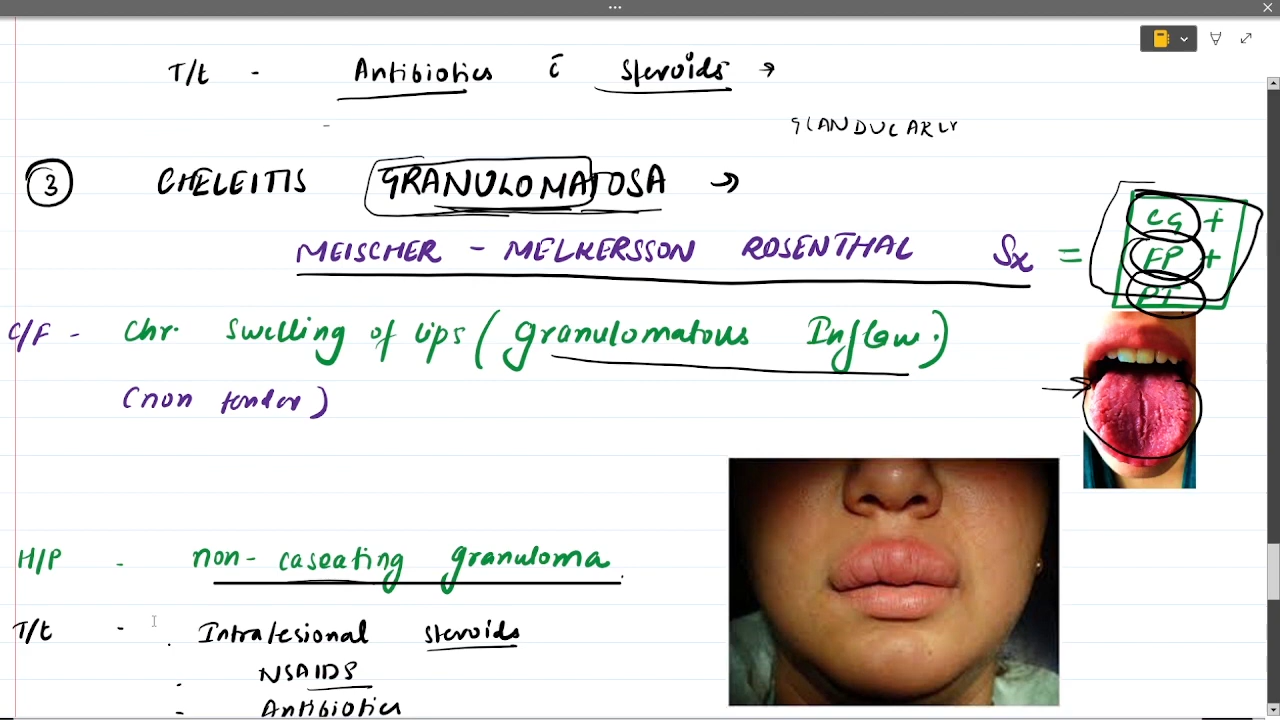 T/t - Antibiotics c̄ steroids →
GLANDULARLY
3 CHELEITIS GRANULOMATOSA →
MEISCHER - MELKERSSON ROSENTHAL Sx =
CG +
FP +
C/F - Chr. swelling of lips (granulomatous Inflam.)
(non tender)
H/P - non-caseating granuloma
T/t - . Intralesional steroids
- NSAIDS
- Antibiotics